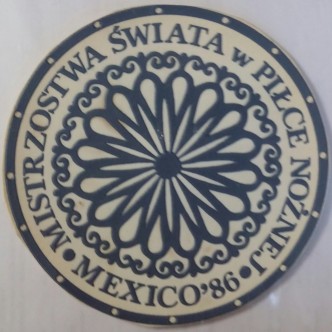 MISTRZOSTWA ŚWIATA w PIŁCE NOŻNEJ
• MEXICO'86 •